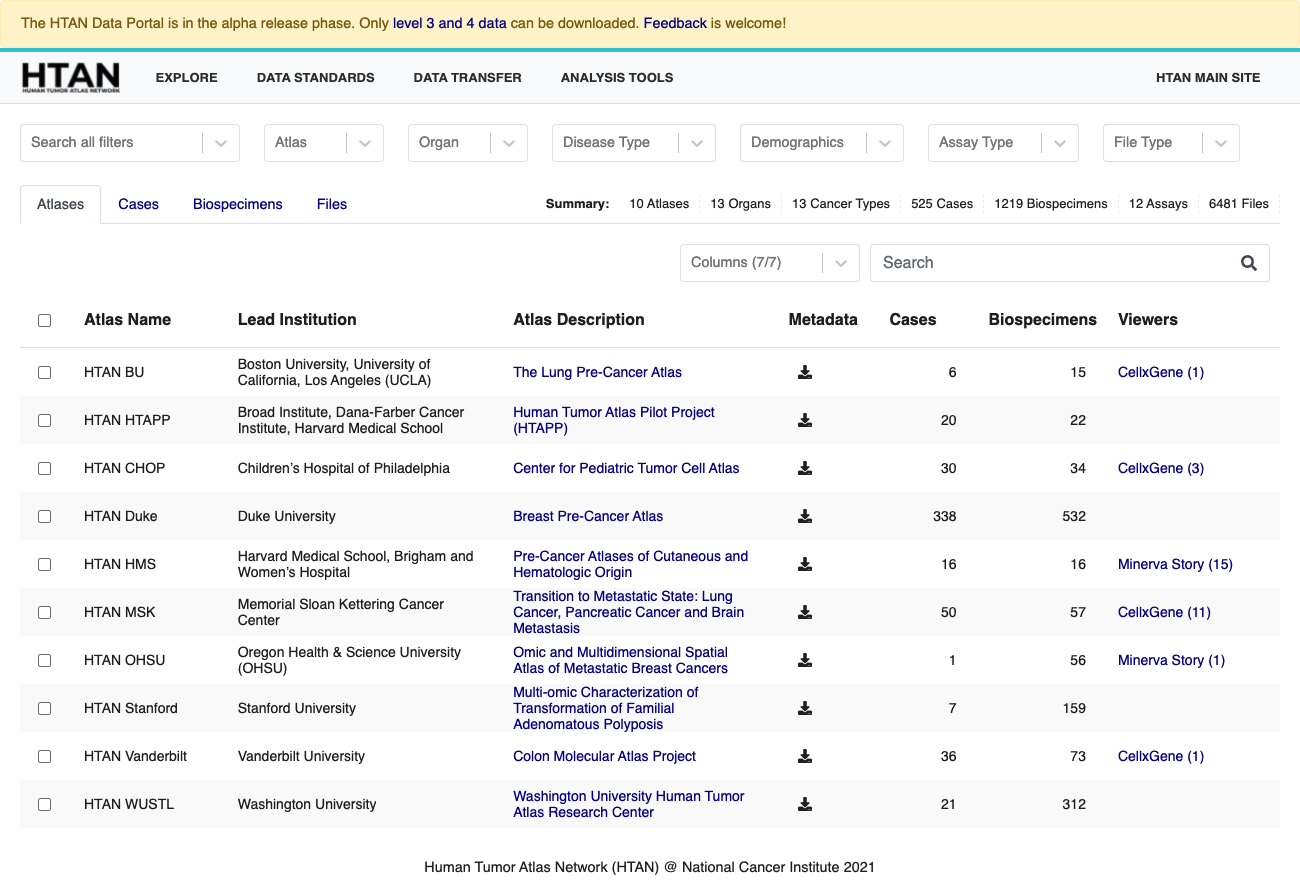 The HTAN Data Portal is in the alpha release phase. Only level 3 and 4 data can be downloaded. Feedback is welcome!
HTAN EXPLORE DATA STANDARDS DATA TRANSFER ANALYSIS TOOLS HTAN MAIN SITE
HUMAN TUMOR ATLAS NETWORK
Search all filters Atlas Organ Disease Type Demographics Assay Type File Type
Atlases Cases Biospecimens Files Summary: 10 Atlases 13 Organs 13 Cancer Types 525 Cases 1219 Biospecimens 12 Assays 6481 Files
Columns (7/7) Search
Atlas Name Lead Institution Atlas Description Metadata Cases Biospecimens Viewers
HTAN BU Boston University, University of California, Los Angeles (UCLA) The Lung Pre-Cancer Atlas 6 15 CellxGene (1)
HTAN HTAPP Broad Institute, Dana-Farber Cancer Institute, Harvard Medical School Human Tumor Atlas Pilot Project (HTAPP) 20 22
HTAN CHOP Children’s Hospital of Philadelphia Center for Pediatric Tumor Cell Atlas 30 34 CellxGene (3)
HTAN Duke Duke University Breast Pre-Cancer Atlas 338 532
HTAN HMS Harvard Medical School, Brigham and Women’s Hospital Pre-Cancer Atlases of Cutaneous and Hematologic Origin 16 16 Minerva Story (15)
HTAN MSK Memorial Sloan Kettering Cancer Center Transition to Metastatic State: Lung Cancer, Pancreatic Cancer and Brain Metastasis 50 57 CellxGene (11)
HTAN OHSU Oregon Health & Science University (OHSU) Omic and Multidimensional Spatial Atlas of Metastatic Breast Cancers 1 56 Minerva Story (1)
HTAN Stanford Stanford University Multi-omic Characterization of Transformation of Familial Adenomatous Polyposis 7 159
HTAN Vanderbilt Vanderbilt University Colon Molecular Atlas Project 36 73 CellxGene (1)
HTAN WUSTL Washington University Washington University Human Tumor Atlas Research Center 21 312
Human Tumor Atlas Network (HTAN) @ National Cancer Institute 2021